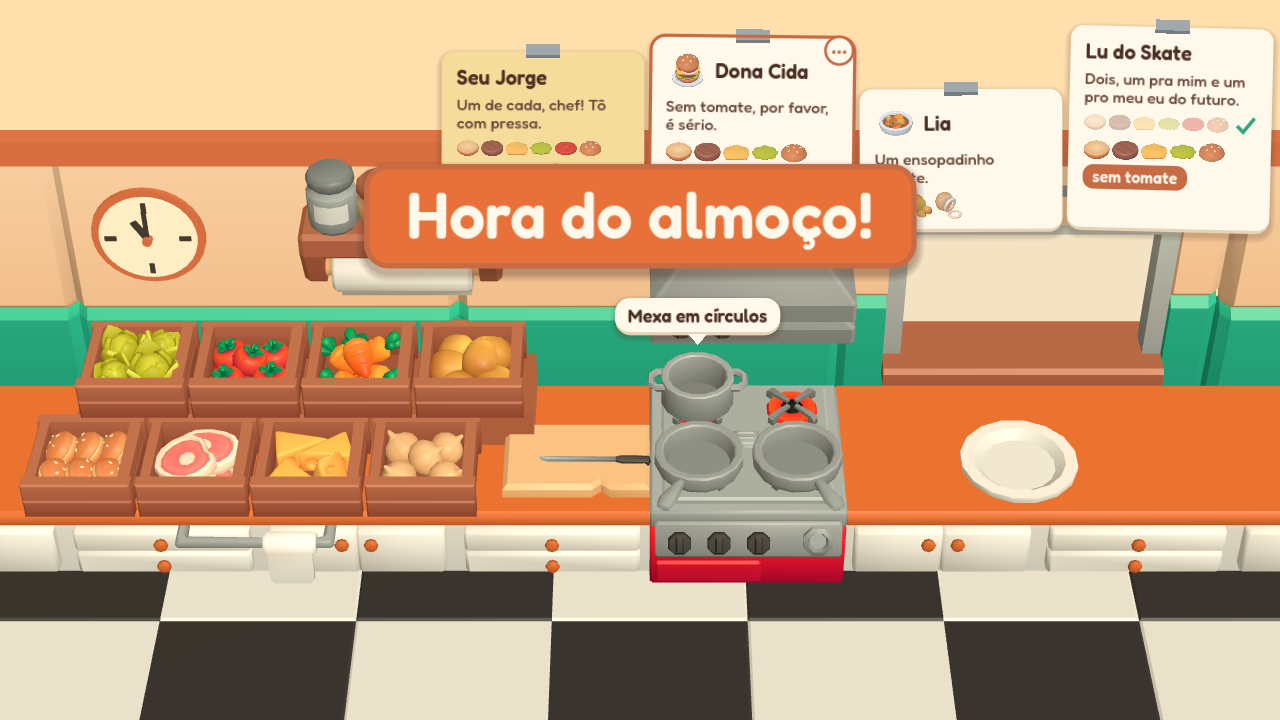 Seu Jorge
Um de cada, chef! Tô
com pressa.
Dona Cida
Sem tomate, por favor,
é sério.
Lia
Um ensopadinho
Lu do Skate
Dois, um pra mim e um
pro meu eu do futuro.
sem tomate
Hora do almoço!
Mexa em círculos